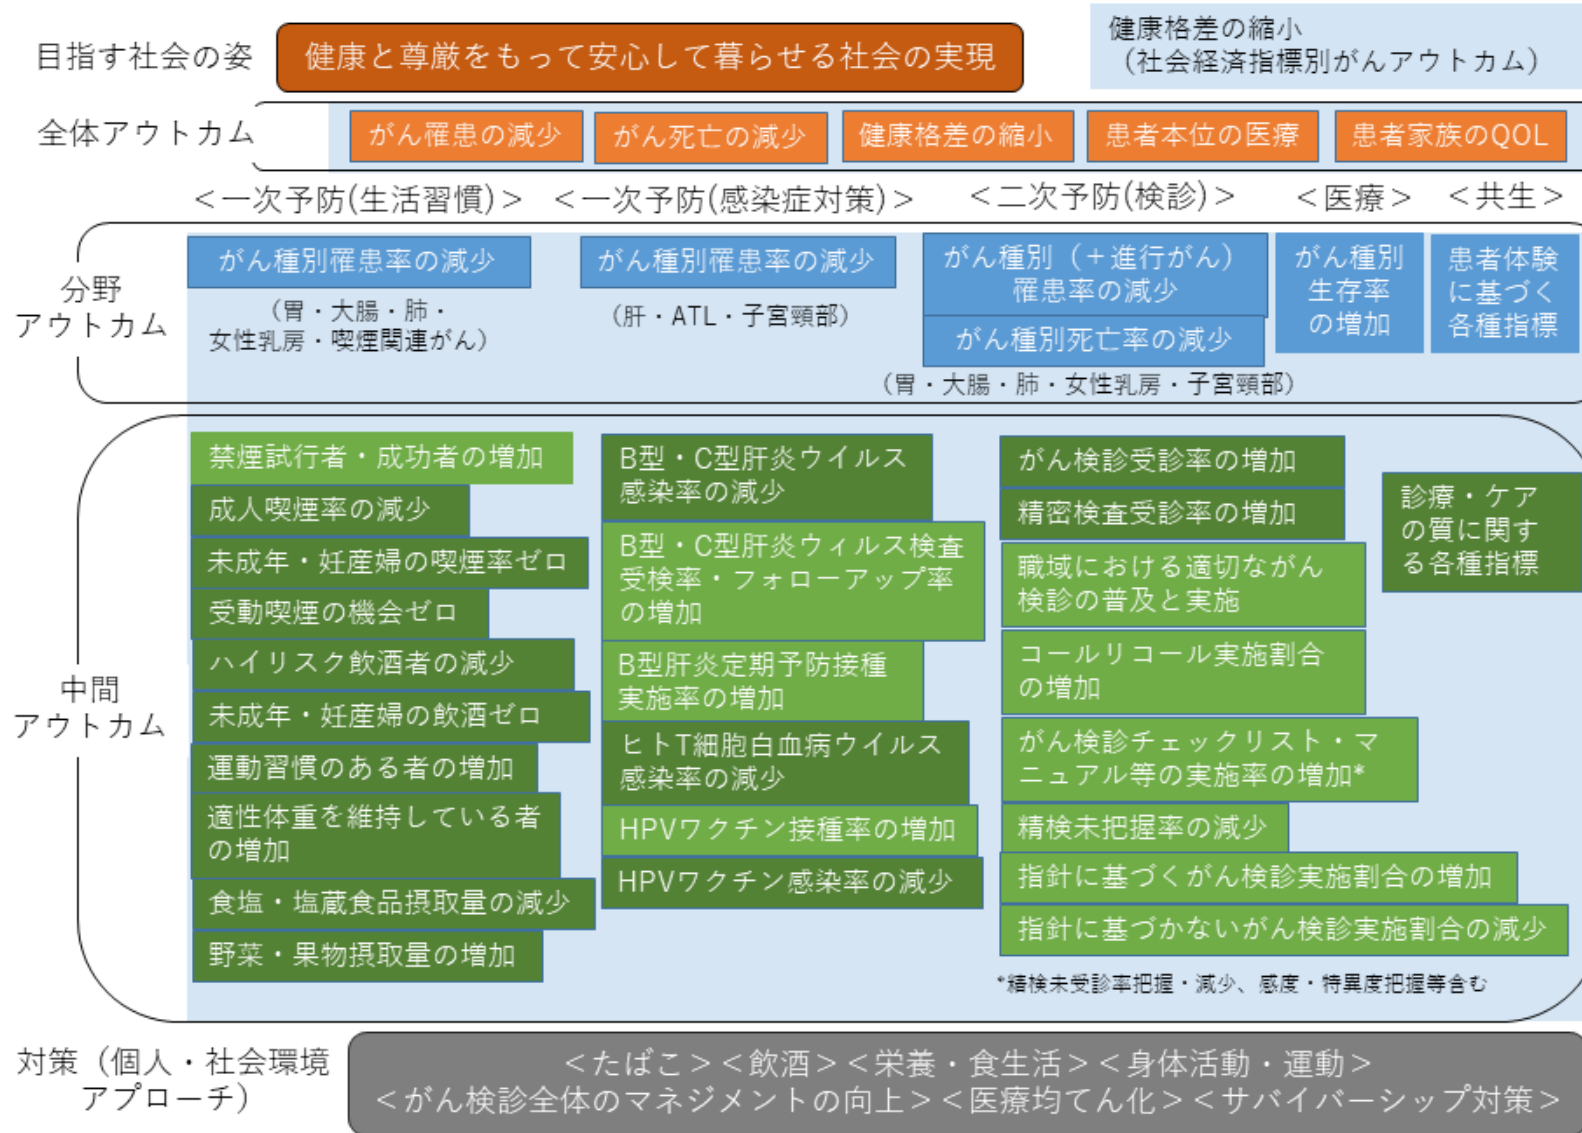 目指す社会の姿
健康と尊厳をもって安心して暮らせる社会の実現
健康格差の縮小
（社会経済指標別がんアウトカム）
全体アウトカム
がん罹患の減少
がん死亡の減少
健康格差の縮小
患者本位の医療
患者家族のQOL
＜一次予防(生活習慣)＞
＜一次予防(感染症対策)＞
＜二次予防(検診)＞
＜医療＞
＜共生＞
分野
アウトカム
がん種別罹患率の減少
（胃・大腸・肺・
女性乳房・喫煙関連がん）
がん種別罹患率の減少
（肝・ATL・子宮頸部）
がん種別（＋進行がん）
罹患率の減少
がん種別死亡率の減少
（胃・大腸・肺・女性乳房・子宮頸部）
がん種別
生存率
の増加
患者体験
に基づく
各種指標
中間
アウトカム
禁煙試行者・成功者の増加
成人喫煙率の減少
未成年・妊産婦の喫煙率ゼロ
受動喫煙の機会ゼロ
ハイリスク飲酒者の減少
未成年・妊産婦の飲酒ゼロ
運動習慣のある者の増加
適性体重を維持している者
の増加
食塩・塩蔵食品摂取量の減少
野菜・果物摂取量の増加
B型・C型肝炎ウイルス
感染率の減少
B型・C型肝炎ウィルス検査
受検率・フォローアップ率
の増加
B型肝炎定期予防接種
実施率の増加
ヒトT細胞白血病ウイルス
感染率の減少
HPVワクチン接種率の増加
HPVワクチン感染率の減少
がん検診受診率の増加
精密検査受診率の増加
職域における適切ながん
検診の普及と実施
コールリコール実施割合
の増加
がん検診チェックリスト・マ
ニュアル等の実施率の増加*
精検未把握率の減少
指針に基づくがん検診実施割合の増加
指針に基づかないがん検診実施割合の減少
*精検未受診率把握・減少、感度・特異度把握等含む
診療・ケア
の質に関す
る各種指標
対策（個人・社会環境
アプローチ）
＜たばこ＞＜飲酒＞＜栄養・食生活＞＜身体活動・運動＞
＜がん検診全体のマネジメントの向上＞＜医療均てん化＞＜サバイバーシップ対策＞